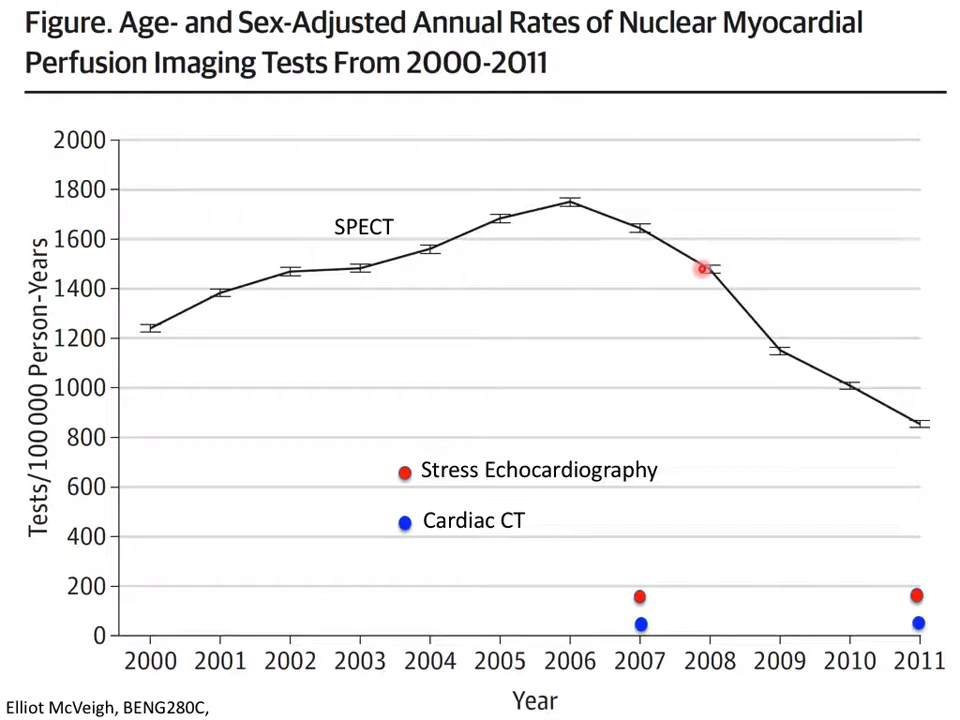 Figure. Age- and Sex-Adjusted Annual Rates of Nuclear Myocardial
Perfusion Imaging Tests From 2000-2011
2000
1800
1600
1400
1200
1000
800
600
400
200
0
Tests/100 000 Person-Years
SPECT
Stress Echocardiography
Cardiac CT
2000 2001 2002 2003 2004 2005 2006 2007 2008 2009 2010 2011
Year
Elliot McVeigh, BENG280C,